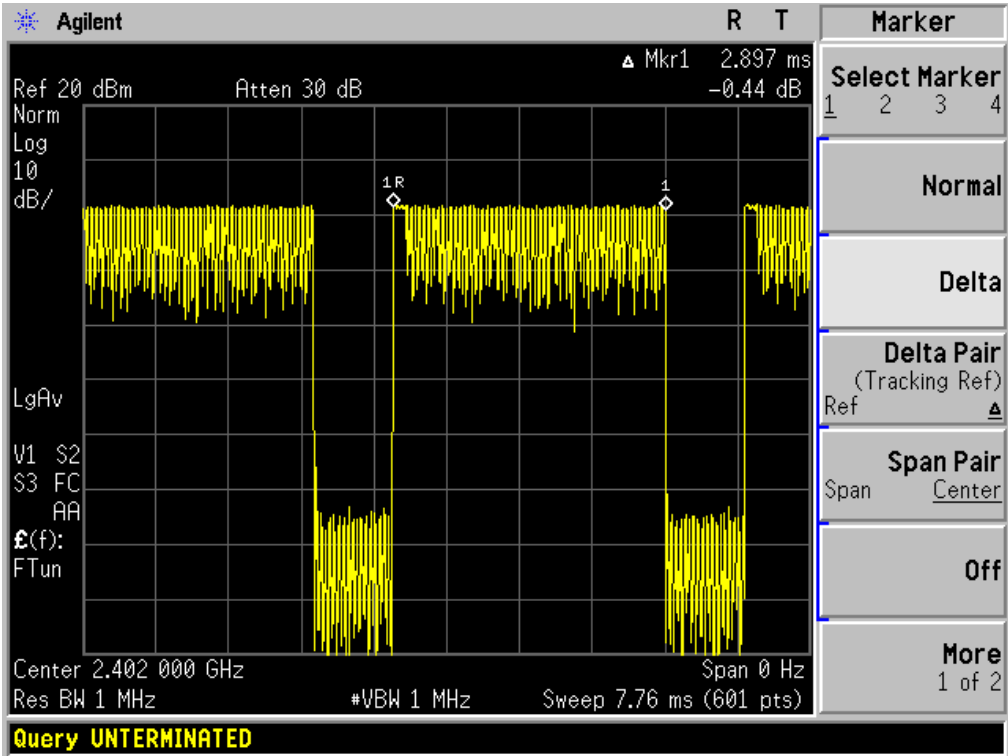 Agilent R T
Δ Mkr1 2.897 ms
Ref 20 dBm Atten 30 dB -0.44 dB
Norm
Log
10
dB/
1R
1
LgAv
V1 S2
S3 FC
AA
£(f):
FTun
Center 2.402 000 GHz Span 0 Hz
Res BW 1 MHz #VBW 1 MHz Sweep 7.76 ms (601 pts)
Query UNTERMINATED
Marker
Select Marker
1 2 3 4
Normal
Delta
Delta Pair
(Tracking Ref)
Ref Δ
Span Pair
Span Center
Off
More
1 of 2